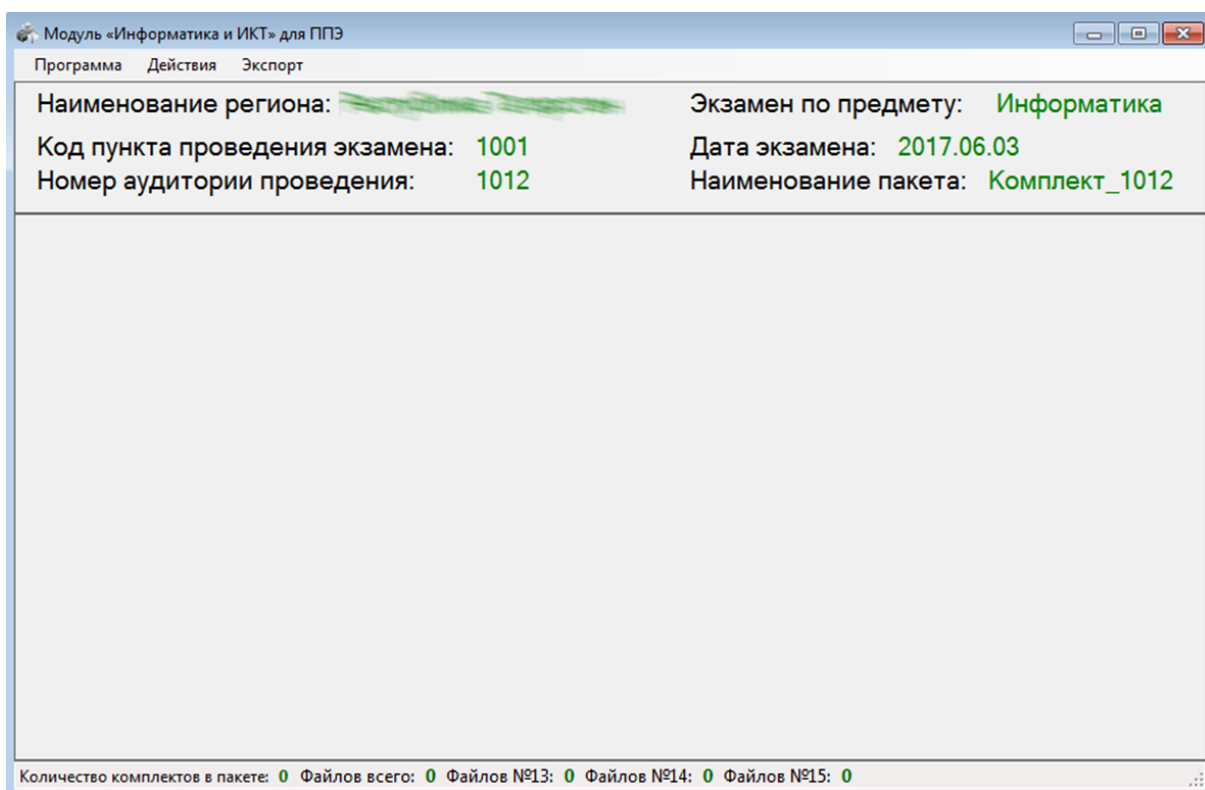 Модуль «Информатика и ИКТ» для ППЭ
Программа Действия Экспорт
Наименование региона: Экзамен по предмету: Информатика
Код пункта проведения экзамена: 1001 Дата экзамена: 2017.06.03
Номер аудитории проведения: 1012 Наименование пакета: Комплект_1012
Количество комплектов в пакете: 0 Файлов всего: 0 Файлов №13: 0 Файлов №14: 0 Файлов №15: 0